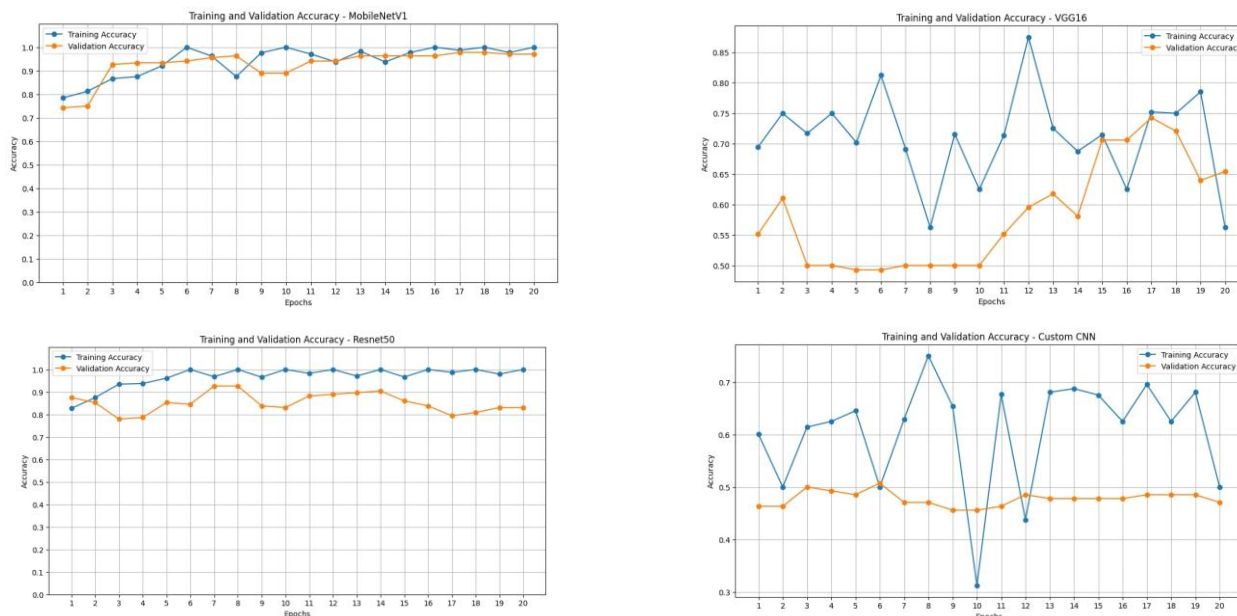 Training and Validation Accuracy - MobileNetV1
Training Accuracy
Validation Accuracy
1.0
0.9
0.8
0.7
0.6
0.5
0.4
0.3
0.2
0.1
0.0
Accuracy
1 2 3 4 5 6 7 8 9 10 11 12 13 14 15 16 17 18 19 20
Epochs
Training and Validation Accuracy - VGG16
Training Accuracy
Validation Accuracy
0.85
0.80
0.75
0.70
0.65
0.60
0.55
0.50
Accuracy
1 2 3 4 5 6 7 8 9 10 11 12 13 14 15 16 17 18 19 20
Epochs
Training and Validation Accuracy - Resnet50
Training Accuracy
Validation Accuracy
1.0
0.9
0.8
0.7
0.6
0.5
0.4
0.3
0.2
0.1
0.0
Accuracy
1 2 3 4 5 6 7 8 9 10 11 12 13 14 15 16 17 18 19 20
Epochs
Training and Validation Accuracy - Custom CNN
Training Accuracy
Validation Accuracy
0.7
0.6
0.5
0.4
0.3
Accuracy
1 2 3 4 5 6 7 8 9 10 11 12 13 14 15 16 17 18 19 20
Epochs